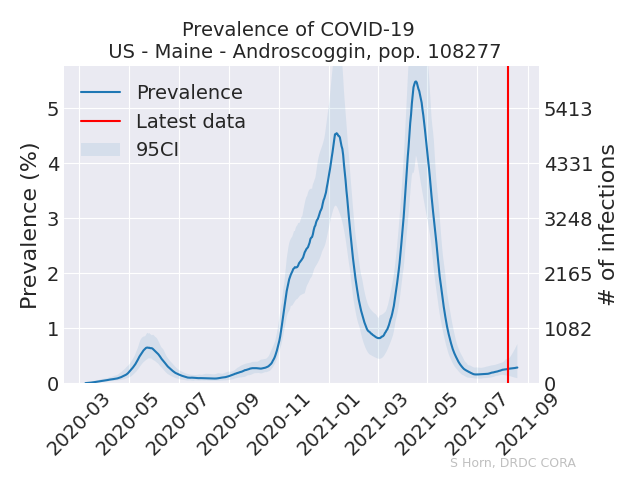 Prevalence of COVID-19
US - Maine - Androscoggin, pop. 108277
Prevalence
Latest data
95CI
Prevalence (%)
5
4
3
2
1
0
5413
4331
3248
2165
1082
0
# of infections
2020-03
2020-05
2020-07
2020-09
2020-11
2021-01
2021-03
2021-05
2021-07
2021-09
S Horn, DRDC CORA